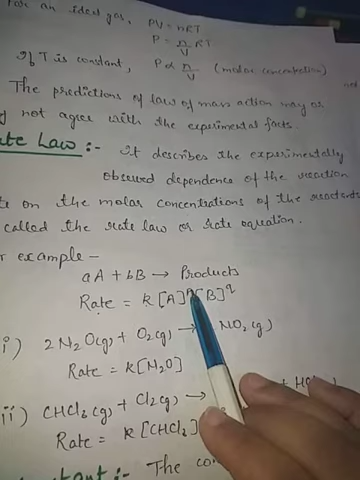 For an ideal gas, PV = nRT
P = n/V RT
If T is constant, P ∝ n/V (molar concentration)
The predictions of law of mass action may or
not agree with the experimental facts.
Law :- It describes the experimentally
observed dependence of the reaction
on the molar concentrations of the reactants
called the rate law or rate equation.
example -
aA + bB → Products
Rate = k [A]^p [B]^q
i) 2N₂O(g) + O₂(g) → NO₂(g)
Rate = k[N₂O]
ii) CHCl₃(g) + Cl₂(g) → +
Rate = k [CHCl₃]
:- The